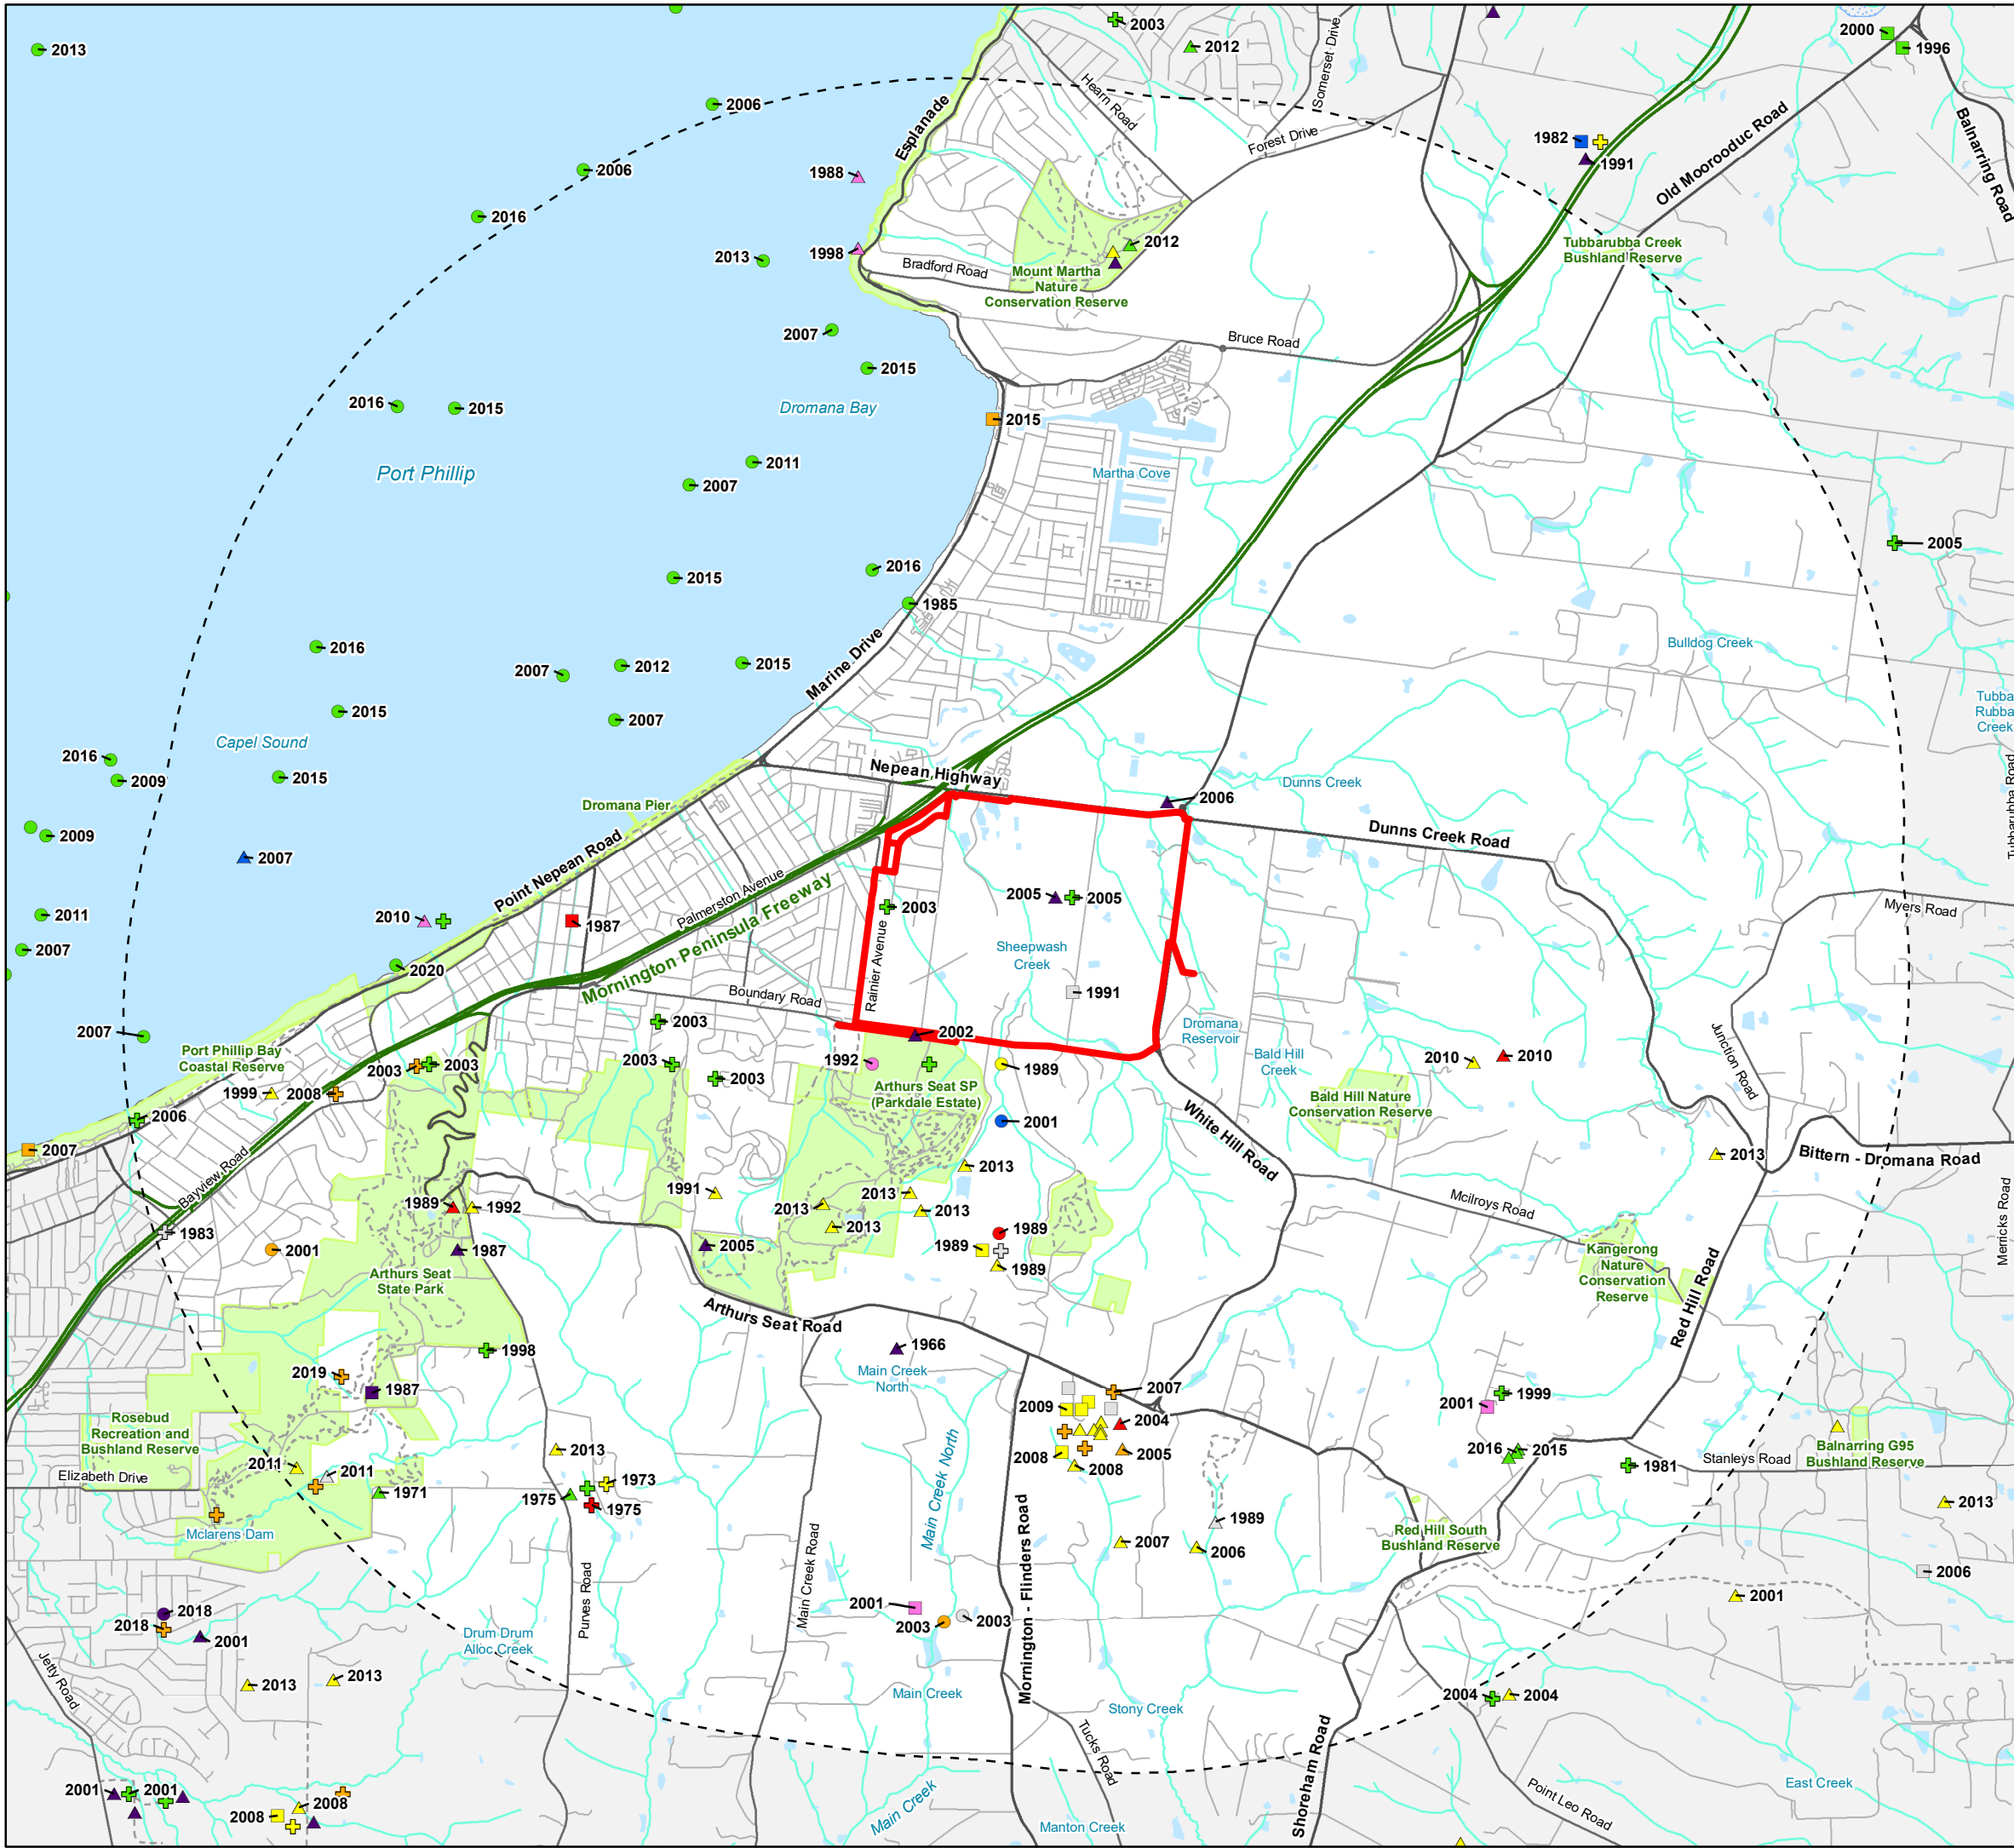 2013
2003
2012
Somerset Drive
2000
1996
Hearn Road
2006
Esplanade
Forest Drive
1982
1991
Old Moorooduc Road
Balnarring Road
2006
1988
2016
2013
1998
Bradford Road
2012
Mount Martha
Nature
Conservation Reserve
Tubbarubba Creek
Bushland Reserve
2007
Bruce Road
2015
2016
2015
Dromana Bay
2015
Port Phillip
2011
2007
Martha Cove
2005
2015
2016
1985
2016
2007
2012
2015
Marine Drive
Bulldog Creek
2015
2007
Tubba
Rubba
Creek
Capel Sound
2016
2009
2015
Nepean Highway
Dunns Creek
Tubbarubba Road
Dromana Pier
2006
2009
Dunns Creek Road
2007
Point Nepean Road
Palmerston Avenue
Mornington Peninsula Freeway
2005
2005
2003
2011
2010
1987
Myers Road
2007
Sheepwash
Creek
Rainier Avenue
2020
Boundary Road
1991
2007
2003
2002
Dromana
Reservoir
Port Phillip Bay
Coastal Reserve
2003
2003
2003
1992
1989
Bald Hill
Creek
2010
2010
Junction Road
1999
2008
2003
Arthurs Seat SP
(Parkdale Estate)
Bald Hill Nature
Conservation Reserve
2006
2001
White Hill Road
2007
2013
2013
Bittern - Dromana Road
Bayview Road
1991
2013
2013
2013
2013
Mcilroys Road
Merricks Road
1989
1992
1983
2001
1987
2005
1989
1989
1989
Arthurs Seat
State Park
Kangerong
Nature
Conservation
Reserve
Red Hill Road
Arthurs Seat Road
1998
1966
Main Creek
North
2019
1987
2007
2009
2004
1999
2001
Rosebud
Recreation and
Bushland Reserve
2013
2008
2005
2008
2016
2015
Balnarring G95
Bushland Reserve
Stanleys Road
1981
Elizabeth Drive
2011
2011
1971
1973
1975
1975
Main Creek North
2013
Mclarens Dam
1989
2007
2006
Red Hill South
Bushland Reserve
Mornington - Flinders Road
Main Creek Road
Purves Road
2006
2001
2018
2018
2001
2001
2003
2003
Drum Drum
Alloc Creek
Jetty Road
2013
2013
Main Creek
Stony Creek
2004
2004
Tucks Road
Shoreham Road
2001
2001
2008
2008
Main Creek
Manton Creek
Point Leo Road
East Creek